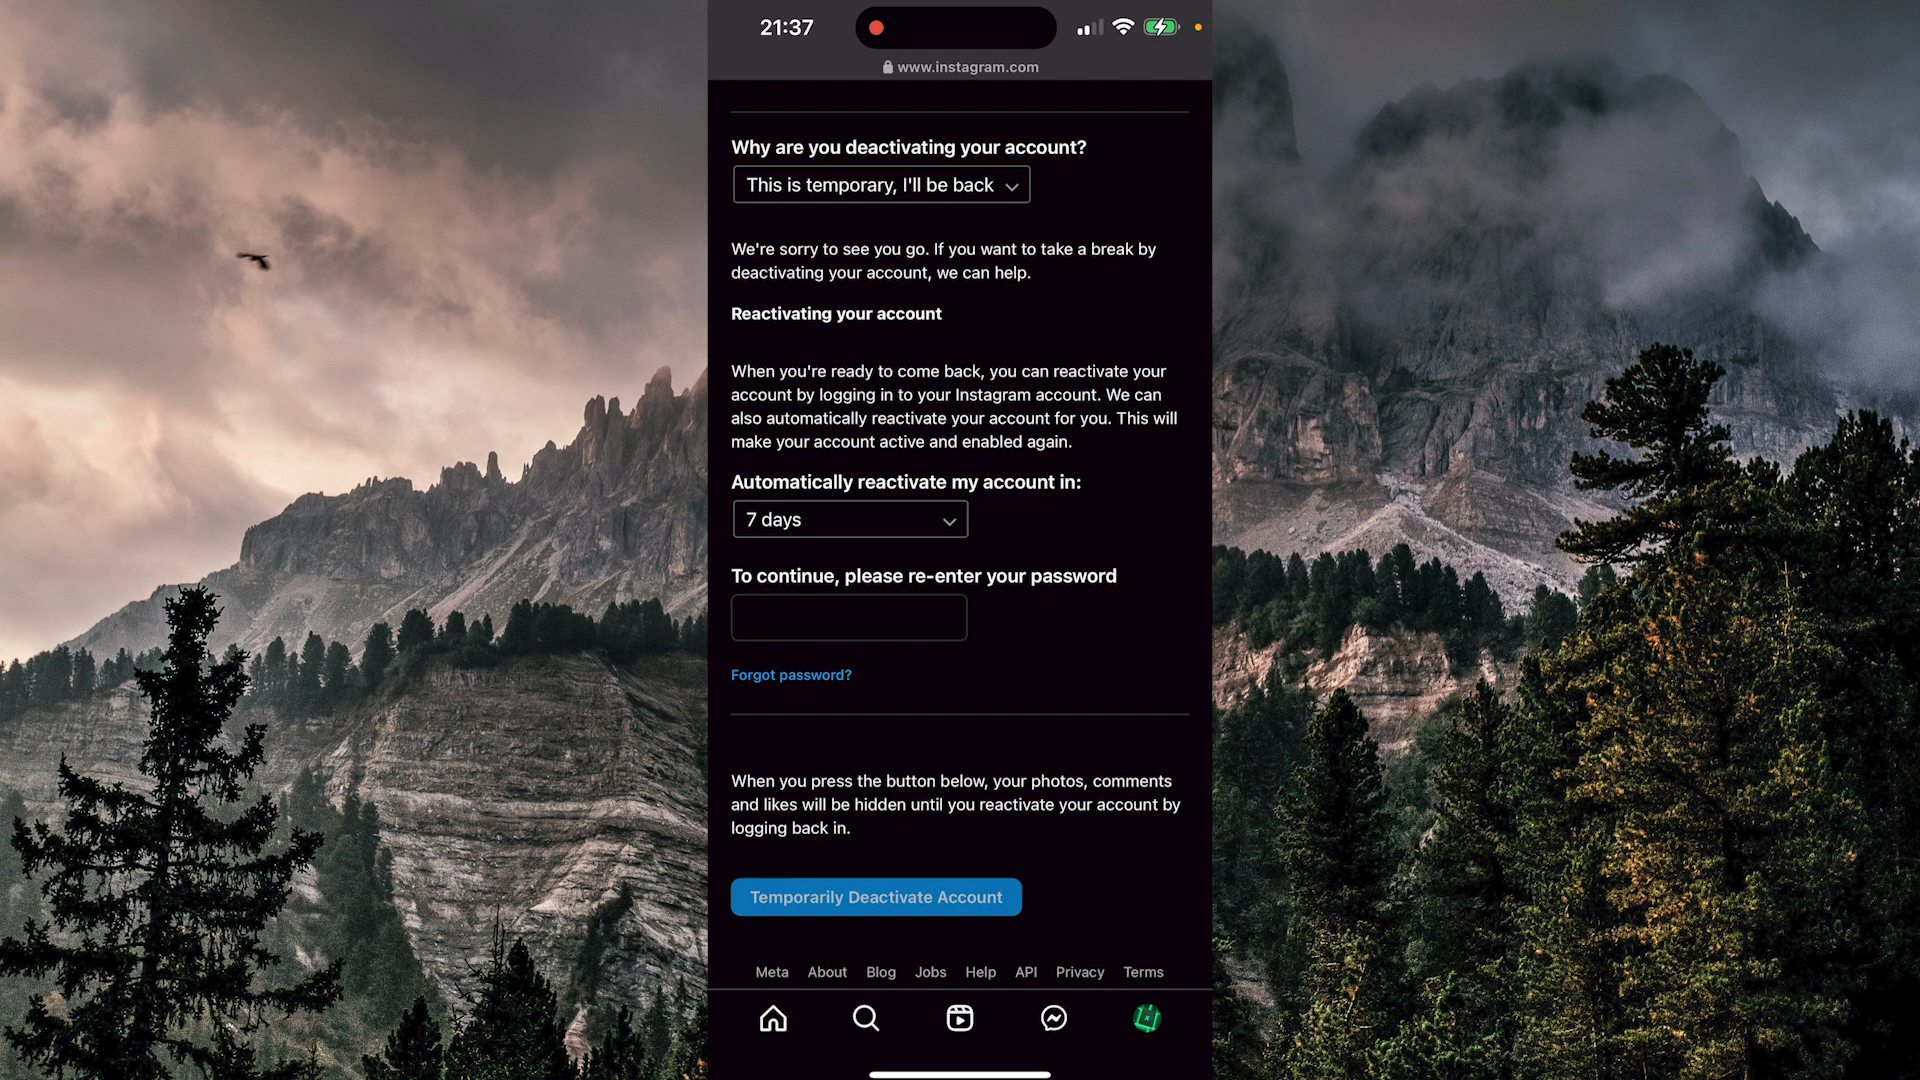 21:37
www.instagram.com
Why are you deactivating your account?
This is temporary, I'll be back
We're sorry to see you go. If you want to take a break by
deactivating your account, we can help.
Reactivating your account
When you're ready to come back, you can reactivate your
account by logging in to your Instagram account. We can
also automatically reactivate your account for you. This will
make your account active and enabled again.
Automatically reactivate my account in:
7 days
To continue, please re-enter your password
Forgot password?
When you press the button below, your photos, comments
and likes will be hidden until you reactivate your account by
logging back in.
Temporarily Deactivate Account
Meta About Blog Jobs Help API Privacy Terms